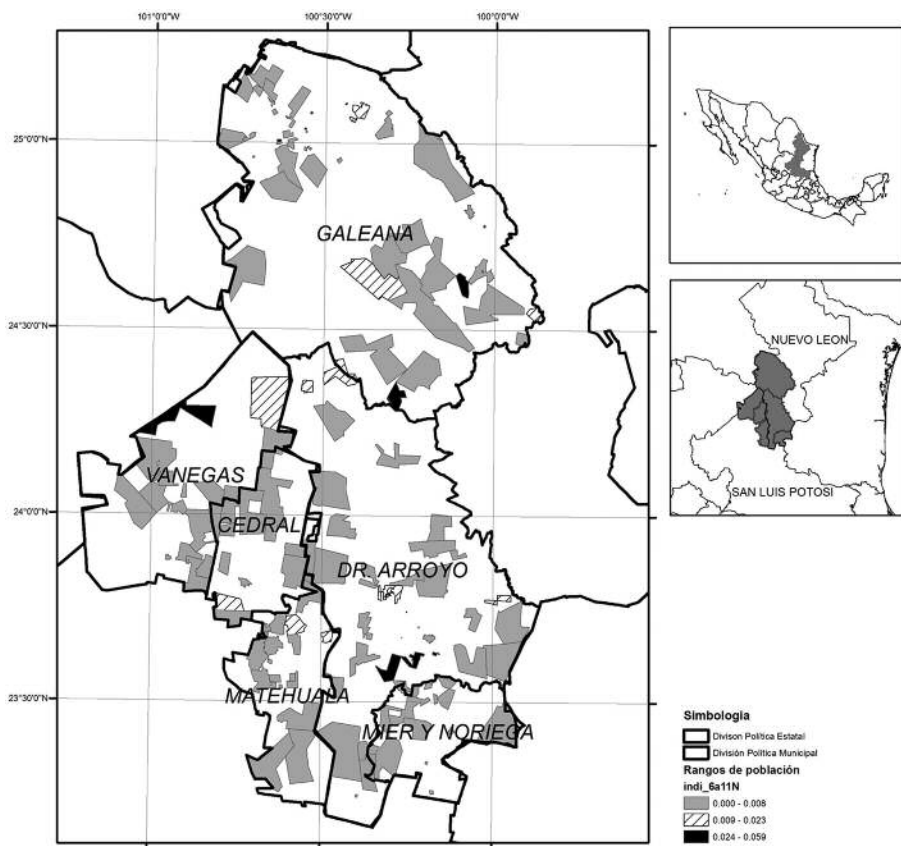 101°0'0"W
100°30'0"W
100°0'0"W
25°0'0"N
24°30'0"N
24°0'0"N
23°30'0"N
GALEANA
VANEGAS
CEDRAL
DR. ARROYO
MATEHUALA
MIER Y NORIEGA
NUEVO LEON
SAN LUIS POTOSI
Simbologia
Divison Política Estatal
División Política Municipal
Rangos de población
indi_6a11N
0.000 - 0.008
0.009 - 0.023
0.024 - 0.059